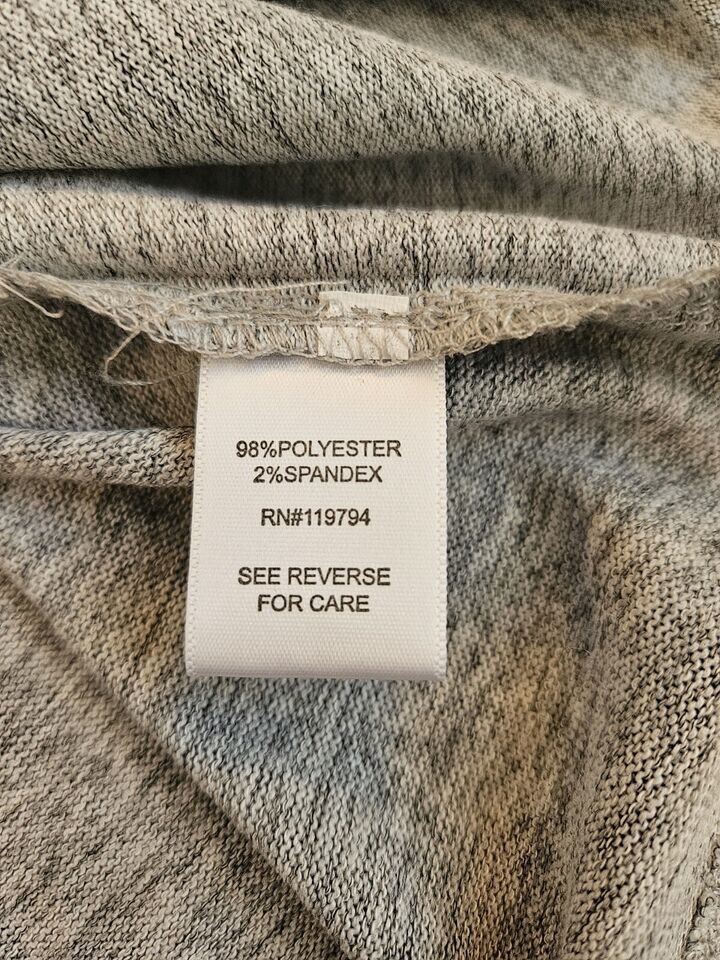 98%POLYESTER
2%SPANDEX
RN#119794
SEE REVERSE
FOR CARE